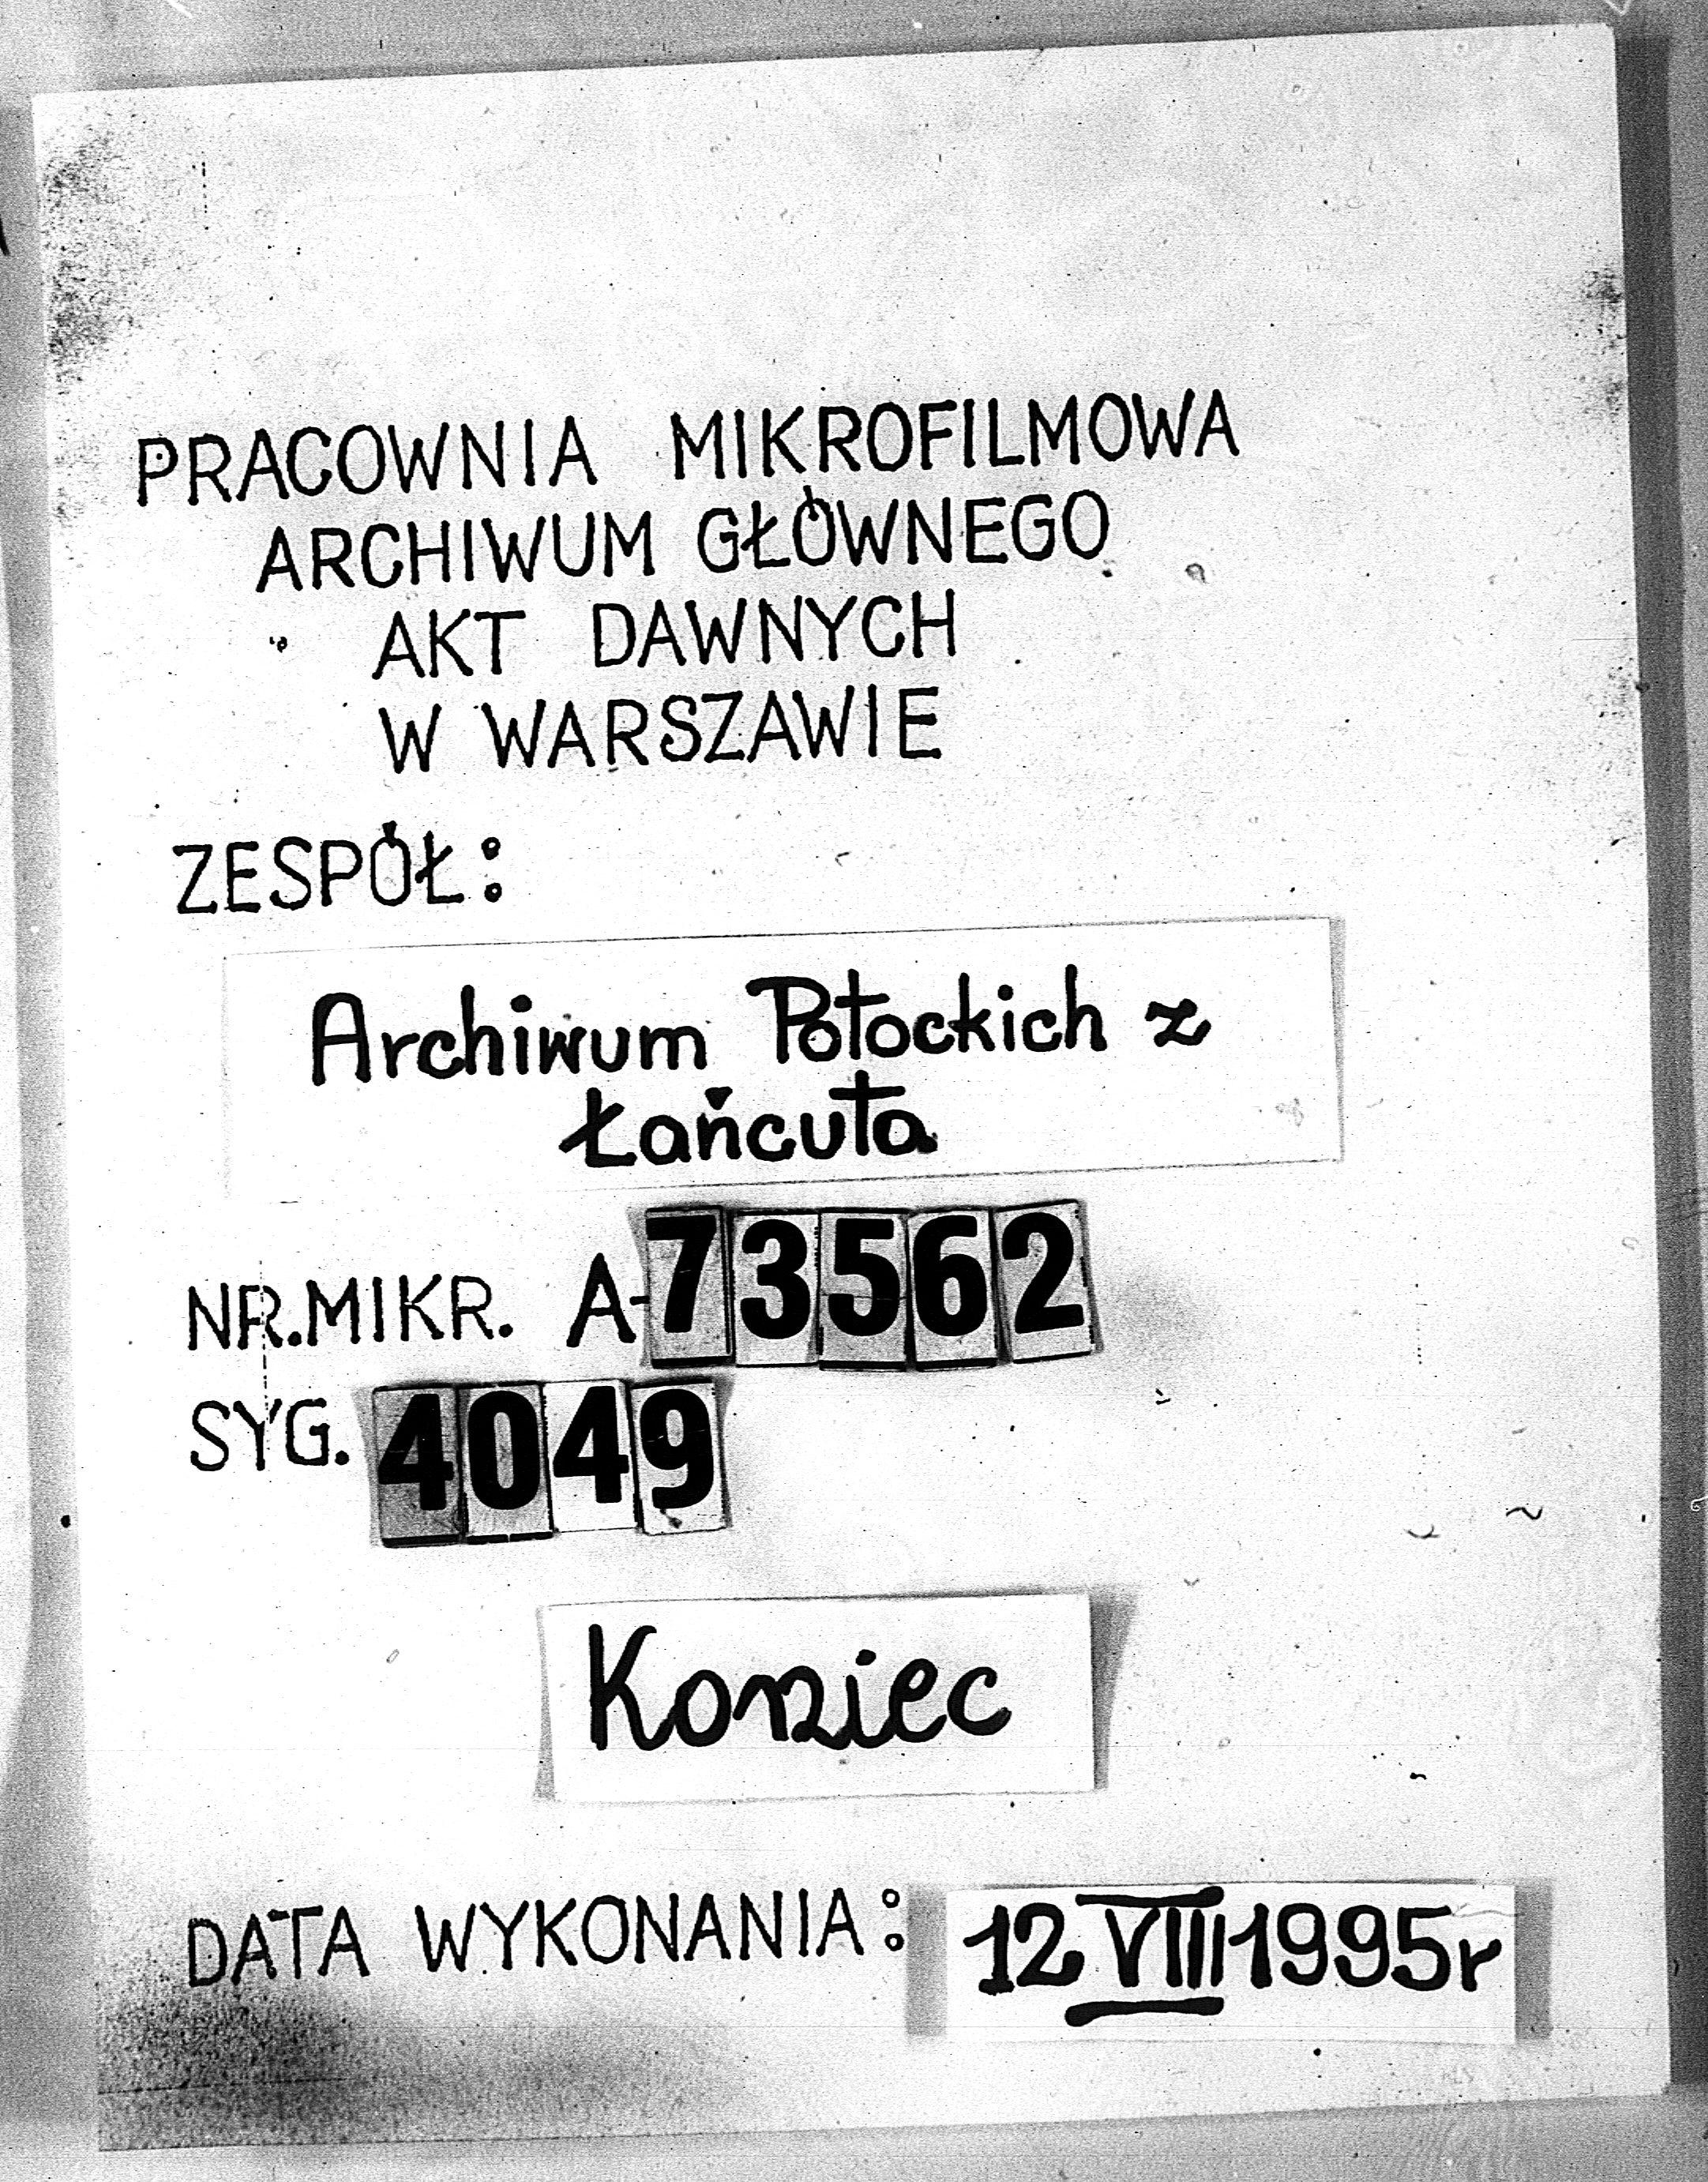 PRACOWNIA MIKROFILMOWA
ARCHIWUM GŁÓWNEGO
AKT DAWNYCH
W WARSZAWIE
ZESPÓŁ:
Archiwum Potockich z
Łańcuta
NR.MIKR. A-73562
SYG. 4049
Koniec
DATA WYKONANIA: 12 VIII 1995r